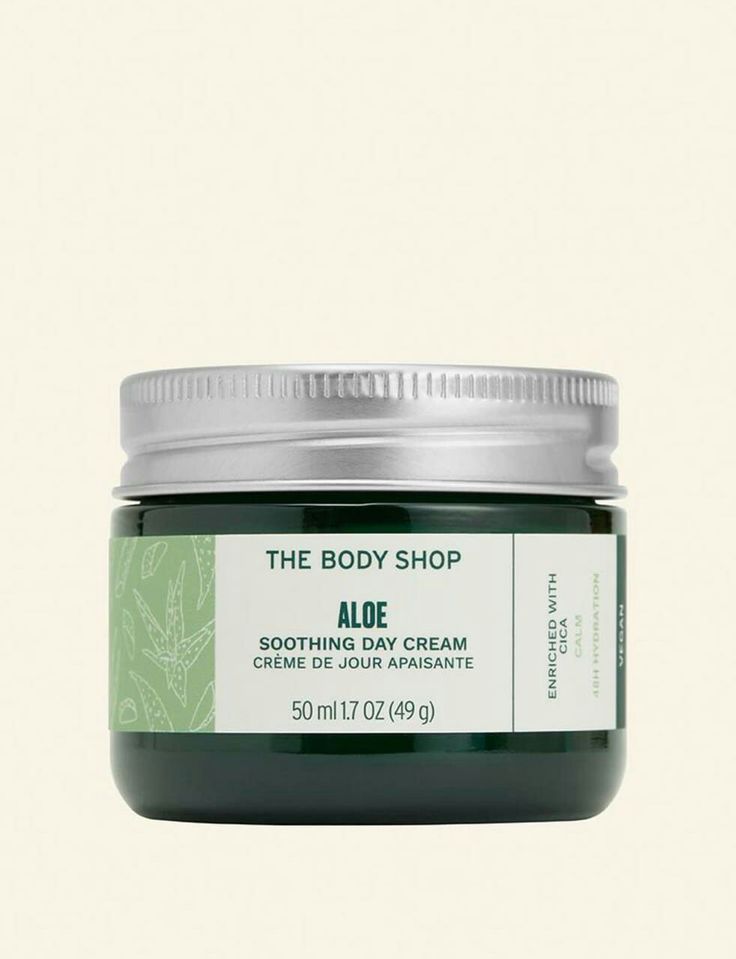 THE BODY SHOP
ALOE
SOOTHING DAY CREAM
CRÈME DE JOUR APAISANTE
50 ml 1.7 OZ (49 g)
ENRICHED WITH
CICA
CALM
48H HYDRATION
VEGAN